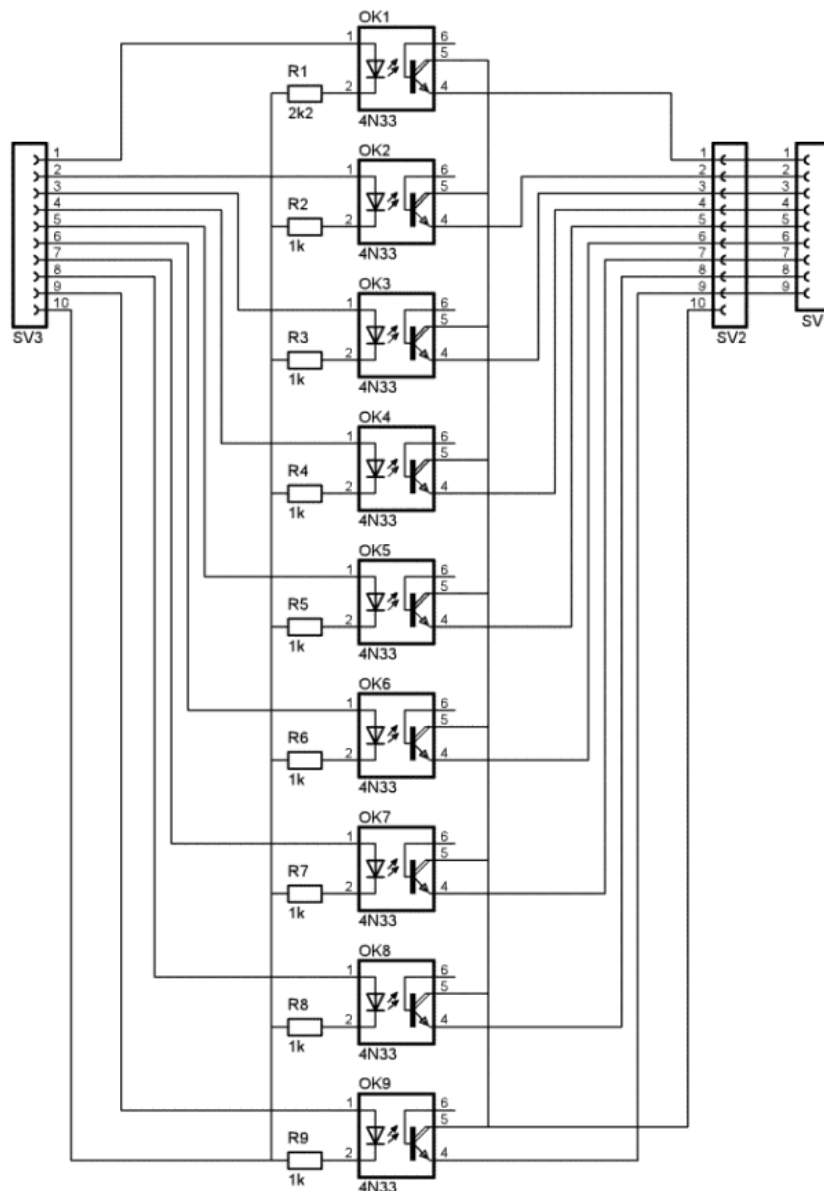 OK1
1 6
5
R1
2 4
2k2
4N33
1 1 1
OK2
2 1 6 2 2
3 5 3 3
4 R2 4 4
5 2 4 5 5
6 1k 6 6
7 4N33 7 7
8 8 8
9 OK3 9 9
10 1 6 10
5
SV3 SV2 SV
R3
2 4
1k
4N33
OK4
1 6
5
R4
2 4
1k
4N33
OK5
1 6
5
R5
2 4
1k
4N33
OK6
1 6
5
R6
2 4
1k
4N33
OK7
1 6
5
R7
2 4
1k
4N33
OK8
1 6
5
R8
2 4
1k
4N33
OK9
1 6
5
R9
2 4
1k
4N33